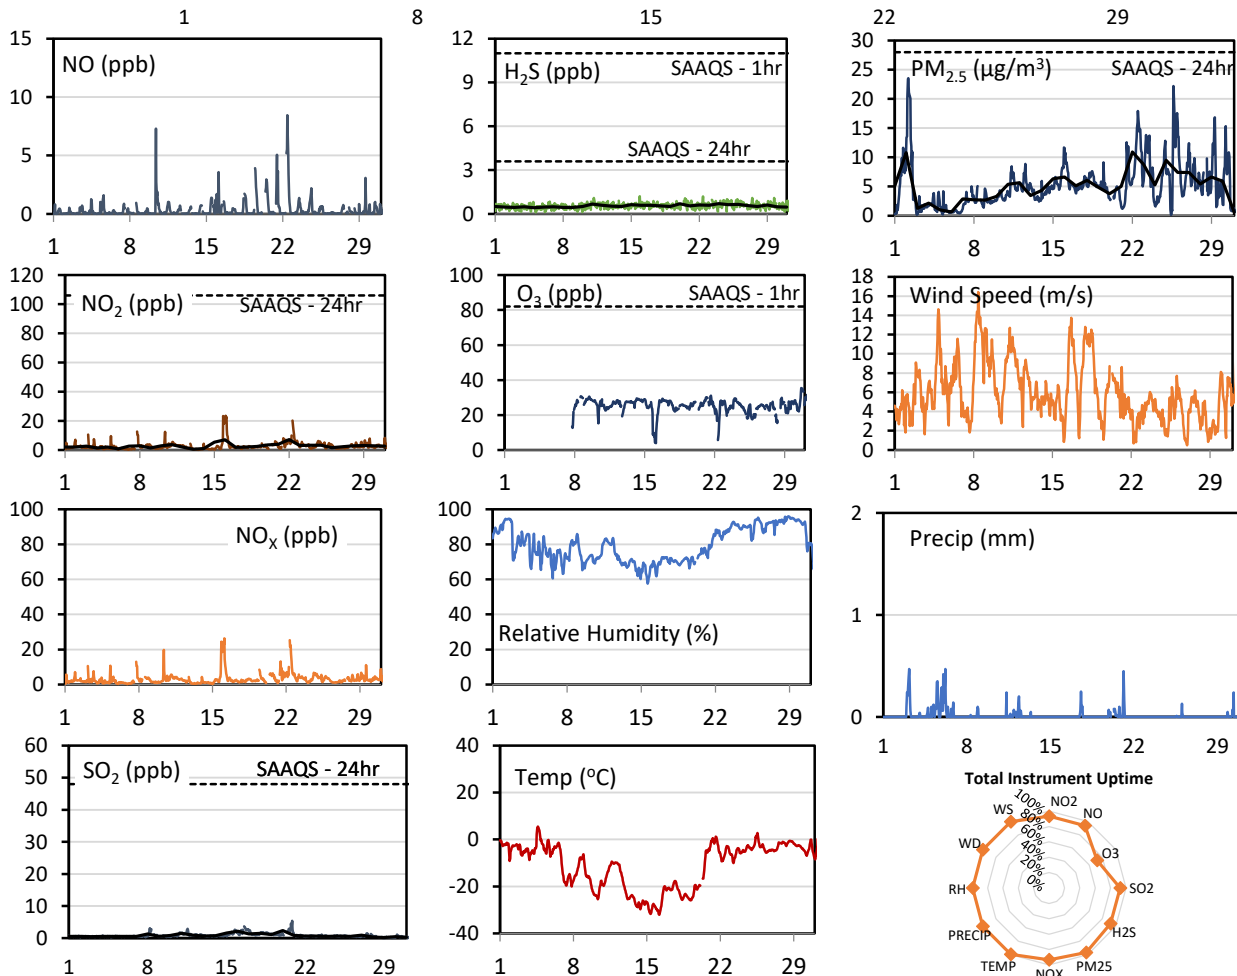 1 8 15 22 29
NO (ppb)
15
10
5
0
1 8 15 22 29
H2S (ppb)
SAAQS - 1hr
SAAQS - 24hr
12
9
6
3
0
1 8 15 22 29
PM2.5 (µg/m³)
SAAQS - 24hr
30
25
20
15
10
5
0
1 8 15 22 29
NO2 (ppb)
SAAQS - 24hr
120
100
80
60
40
20
0
1 8 15 22 29
O3 (ppb)
SAAQS - 1hr
100
80
60
40
20
0
1 8 15 22 29
Wind Speed (m/s)
18
16
14
12
10
8
6
4
2
0
1 8 15 22 29
NOX (ppb)
100
80
60
40
20
0
1 8 15 22 29
100
80
60
40
20
0
Relative Humidity (%)
1 8 15 22 29
Precip (mm)
2
1
0
1 8 15 22 29
SO2 (ppb)
SAAQS - 24hr
60
50
40
30
20
10
0
1 8 15 22 29
Temp (oC)
40
20
0
-20
-40
1 8 15 22 29
Total Instrument Uptime
100%
80%
60%
40%
20%
0%
NO2
NO
O3
SO2
H2S
PM25
NOX
TEMP
PRECIP
RH
WD
WS